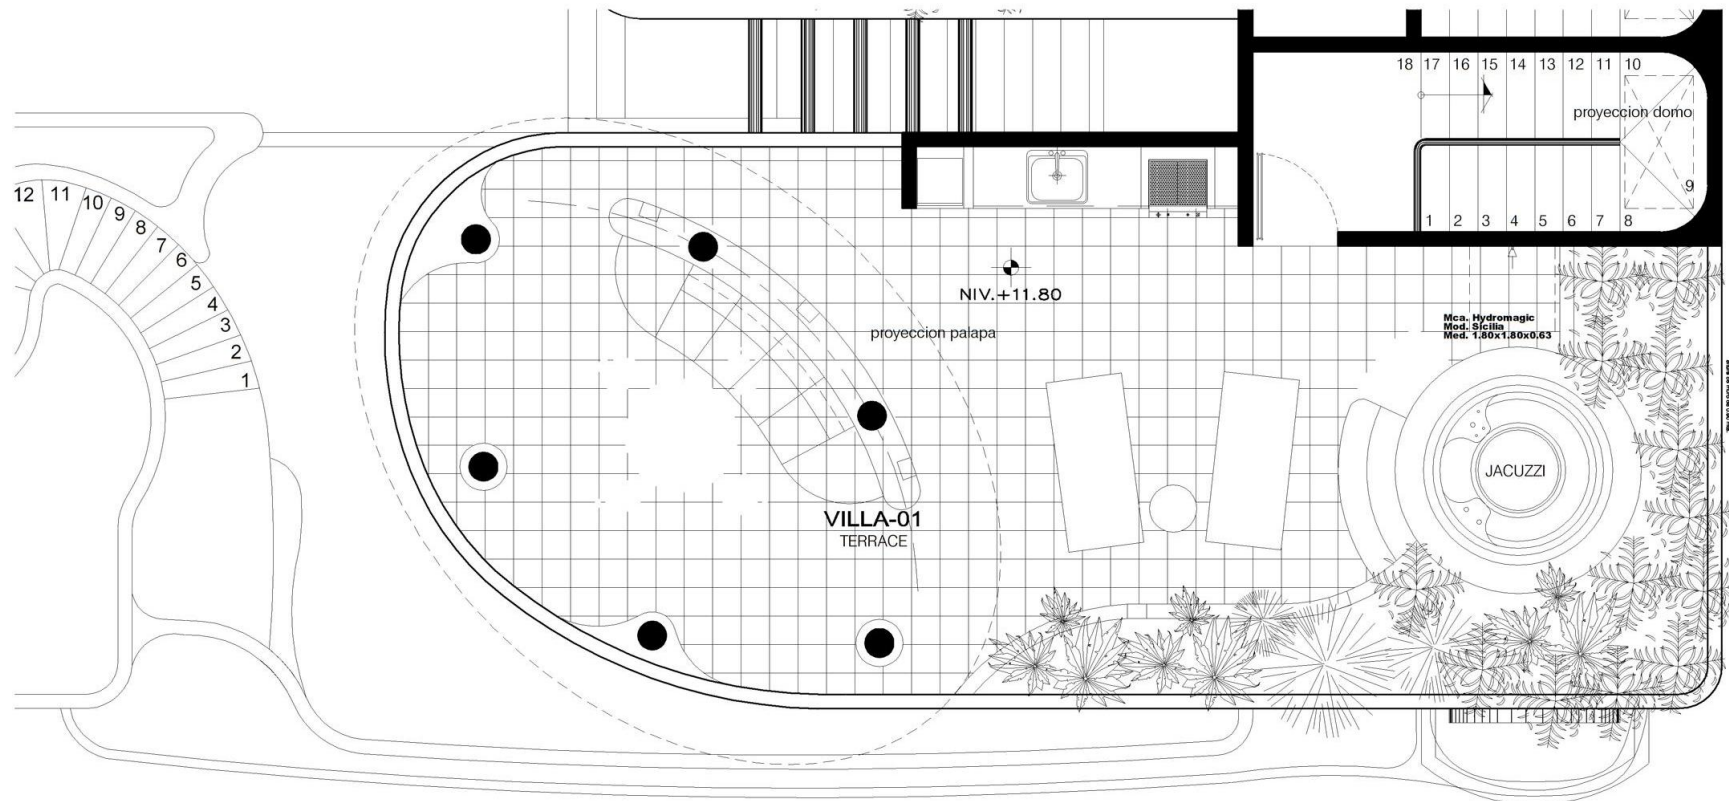 18 17 16 15 14 13 12 11 10
proyeccion domo
9
1 2 3 4 5 6 7 8
12 11 10 9 8 7 6 5 4 3 2 1
NIV.+11.80
proyeccion palapa
Mca. Hydromagic
Mod. Sicilia
Med. 1.80x1.80x0.63
JACUZZI
VILLA-01
TERRACE